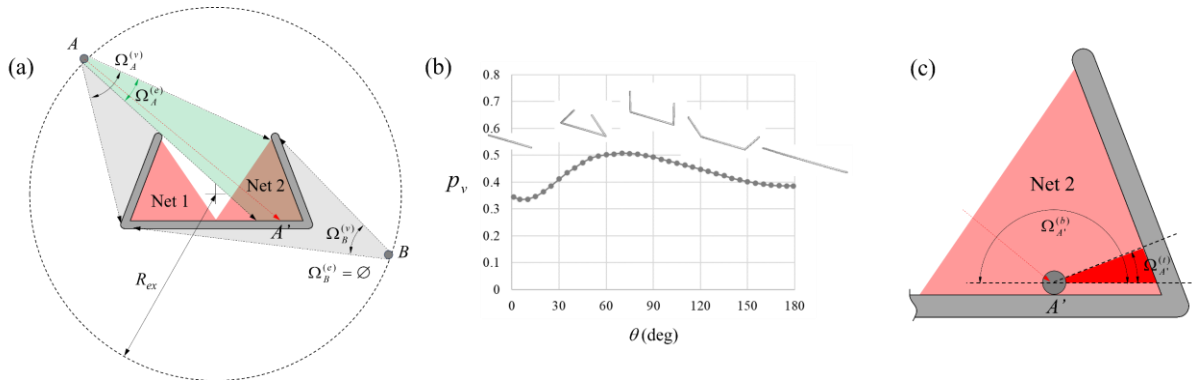 (a)
A
Ω_A^(v)
Ω_A^(e)
Net 1
Net 2
A'
Ω_B^(v)
B
Ω_B^(e) = ∅
R_ex
(b)
0.8
0.7
0.6
0.5
0.4
0.3
0.2
0.1
0
p_v
0 30 60 90 120 150 180
θ (deg)
(c)
Net 2
Ω_A'^(b)
Ω_A'^(t)
A'